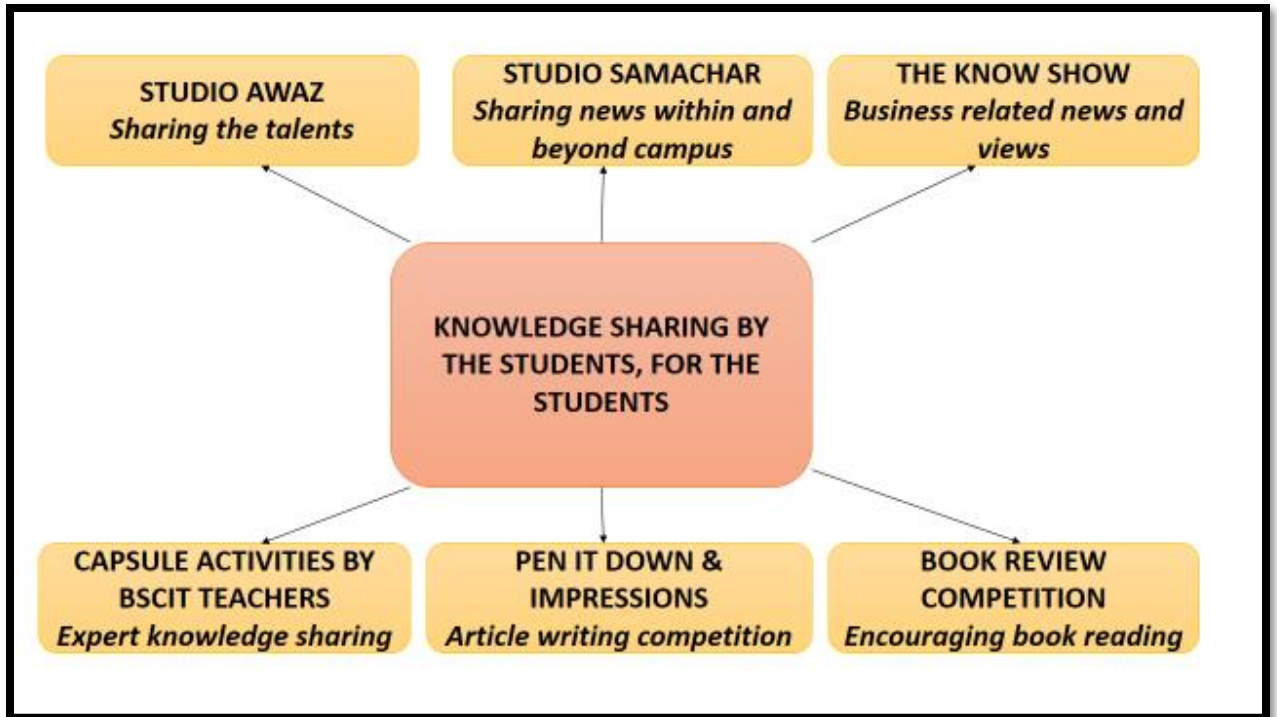 STUDIO AWAZ
Sharing the talents
STUDIO SAMACHAR
Sharing news within and
beyond campus
THE KNOW SHOW
Business related news and
views
KNOWLEDGE SHARING BY
THE STUDENTS, FOR THE
STUDENTS
CAPSULE ACTIVITIES BY
BSCIT TEACHERS
Expert knowledge sharing
PEN IT DOWN &
IMPRESSIONS
Article writing competition
BOOK REVIEW
COMPETITION
Encouraging book reading